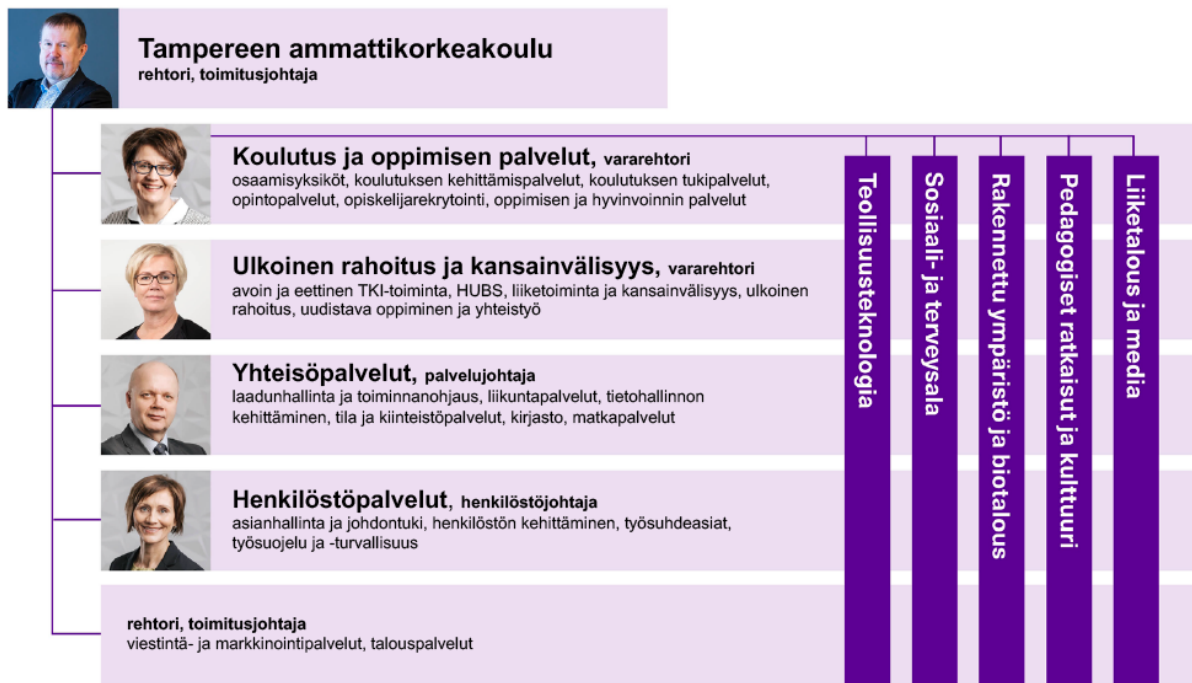 Tampereen ammattikorkeakoulu
rehtori, toimitusjohtaja
Koulutus ja oppimisen palvelut, vararehtori
osaamisyksiköt, koulutuksen kehittämispalvelut, koulutuksen tukipalvelut,
opintopalvelut, opiskelijarekrytointi, oppimisen ja hyvinvoinnin palvelut
Ulkoinen rahoitus ja kansainvälisyys, vararehtori
avoin ja eettinen TKI-toiminta, HUBS, liiketoiminta ja kansainvälisyys, ulkoinen
rahoitus, uudistava oppiminen ja yhteistyö
Yhteisöpalvelut, palvelujohtaja
laadunhallinta ja toiminnanohjaus, liikuntapalvelut, tietohallinnon
kehittäminen, tila ja kiinteistöpalvelut, kirjasto, matkapalvelut
Henkilöstöpalvelut, henkilöstöjohtaja
asianhallinta ja johdontuki, henkilöstön kehittäminen, työsuhdeasiat,
työsuojelu ja -turvallisuus
rehtori, toimitusjohtaja
viestintä- ja markkinointipalvelut, talouspalvelut
Teollisuusteknologia
Sosiaali- ja terveysala
Rakennettu ympäristö ja biotalous
Pedagogiset ratkaisut ja kulttuuri
Liiketalous ja media